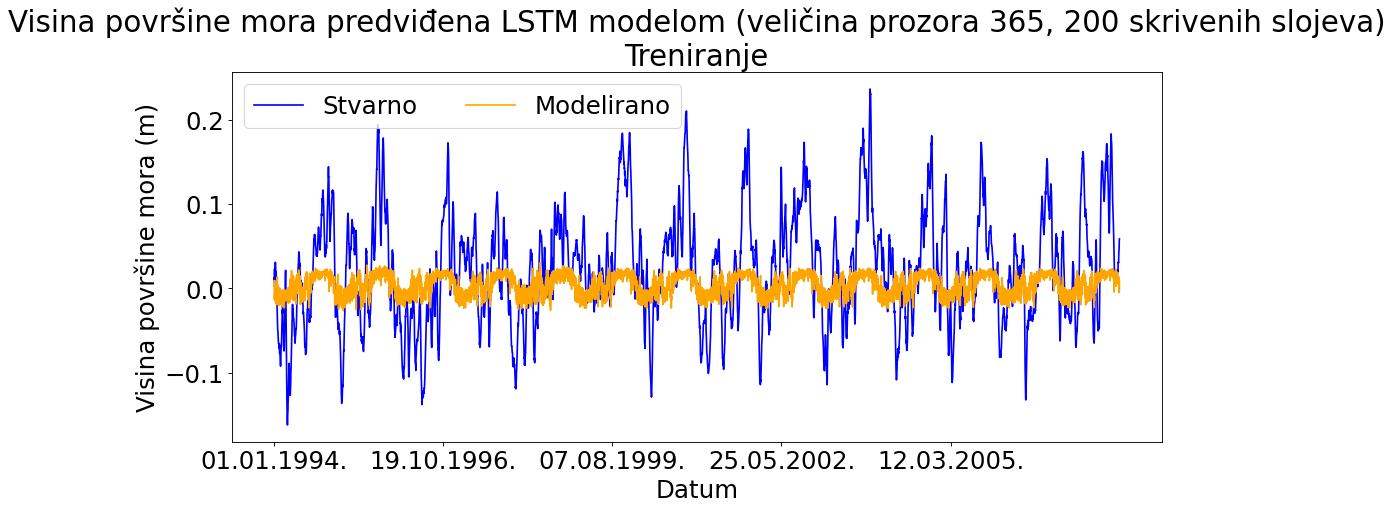 Visina površine mora predviđena LSTM modelom (veličina prozora 365, 200 skrivenih slojeva)
Treniranje
Stvarno Modelirano
Visina površine mora (m)
0.2
0.1
0.0
−0.1
01.01.1994. 19.10.1996. 07.08.1999. 25.05.2002. 12.03.2005.
Datum